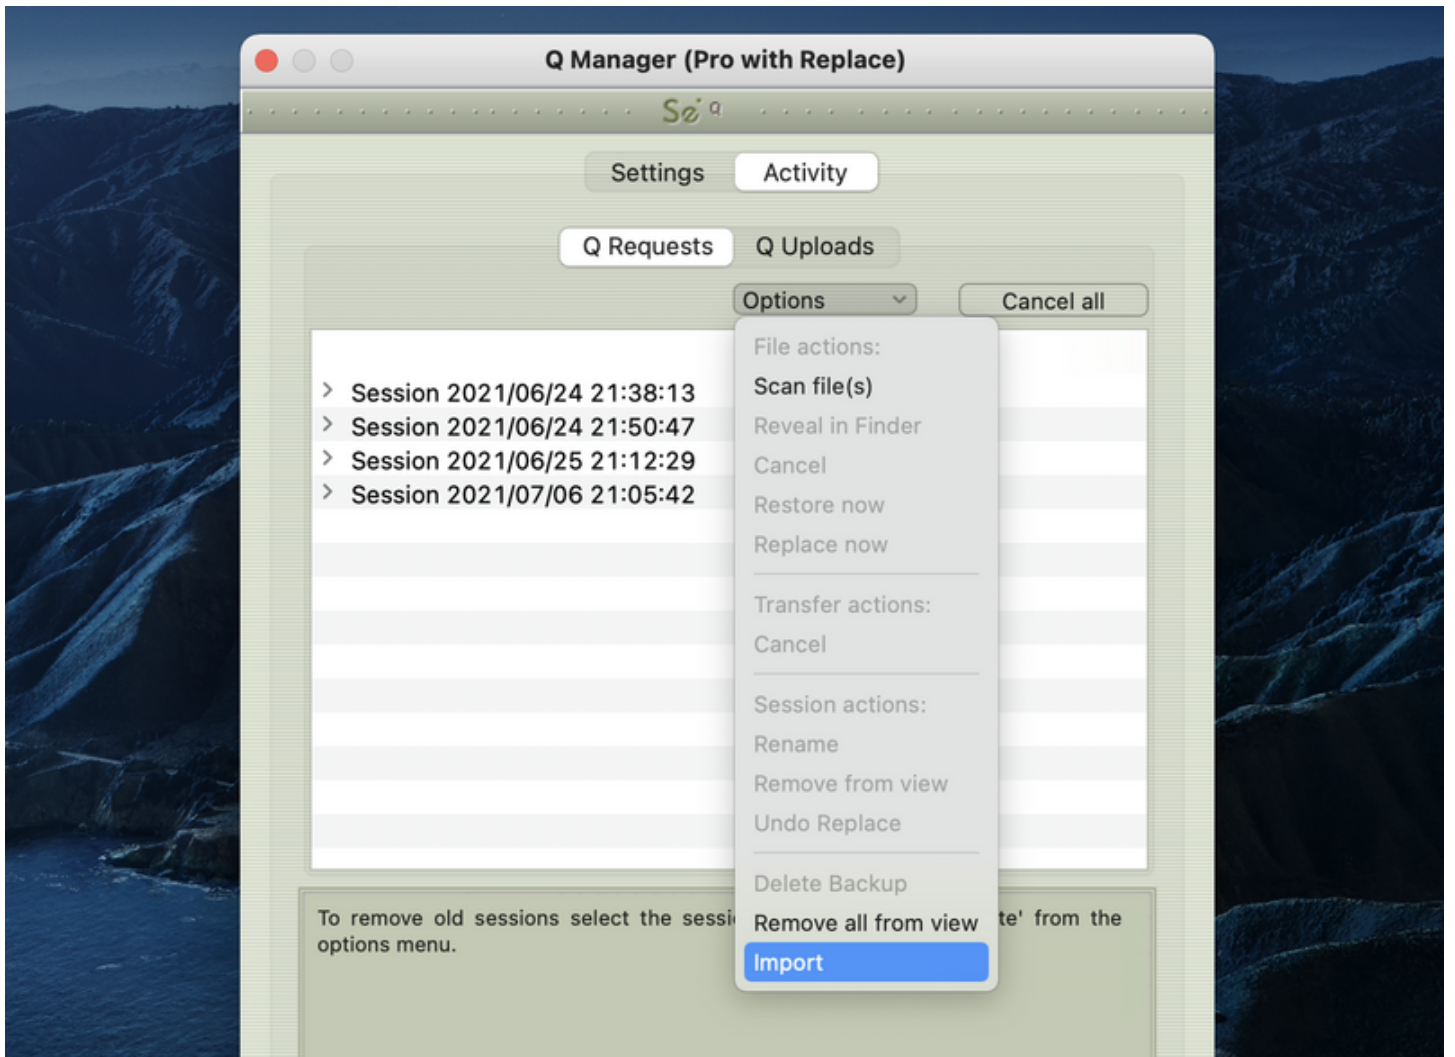 Q Manager (Pro with Replace)
Se Q
Settings Activity
Q Requests Q Uploads
Options Cancel all
File actions:
Scan file(s)
Reveal in Finder
Cancel
Restore now
Replace now
Transfer actions:
Cancel
Session actions:
Rename
Remove from view
Undo Replace
Delete Backup
Remove all from view
Import
Session 2021/06/24 21:38:13
Session 2021/06/24 21:50:47
Session 2021/06/25 21:12:29
Session 2021/07/06 21:05:42
To remove old sessions select the sessi te' from the
options menu.